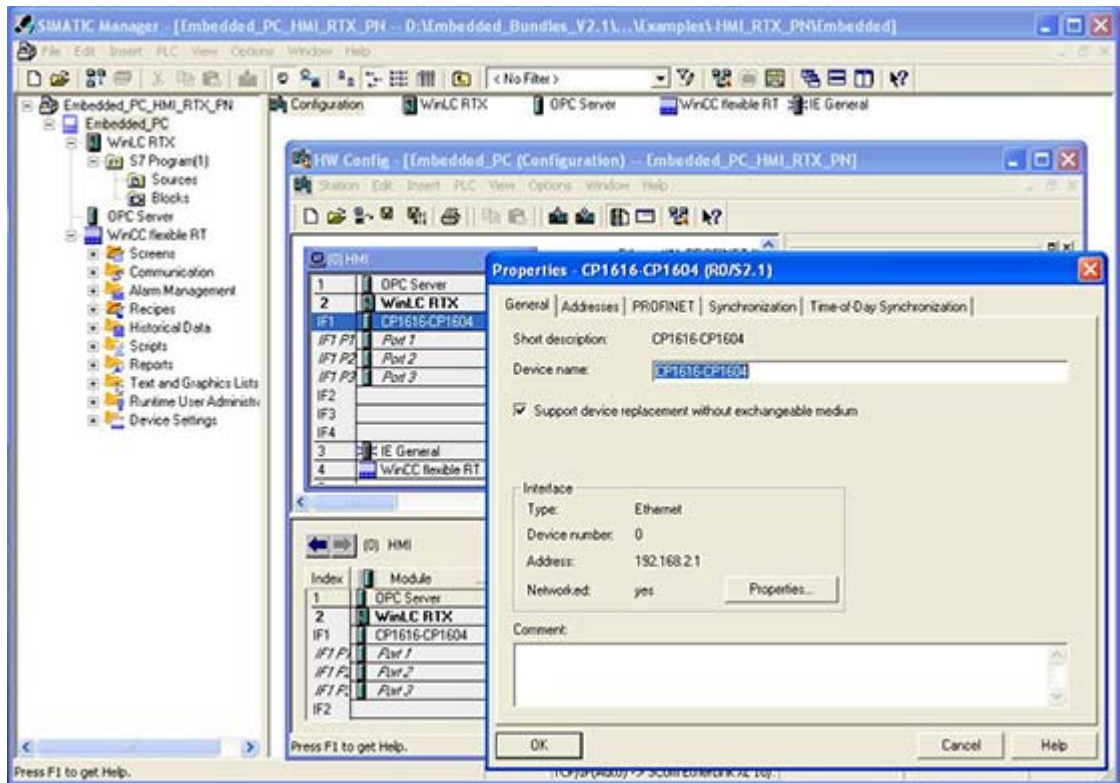 SIMATIC Manager - [Embedded_PC_HMI_RTX_PN -- D:\Embedded_Bundles_V2.1\...\Examples\HMI_RTX_PN\Embedded]
File Edit Insert PLC View Options Window Help
< No Filter >
Embedded_PC_HMI_RTX_PN
Embedded_PC
WinLC RTX
S7 Program(1)
Sources
Blocks
OPC Server
WinCC flexible RT
Screens
Communication
Alarm Management
Recipes
Historical Data
Scripts
Reports
Text and Graphics Lists
Runtime User Administr
Device Settings
Configuration WinLC RTX OPC Server WinCC flexible RT IE General
HW Config - [Embedded_PC (Configuration) -- Embedded_PC_HMI_RTX_PN]
Station Edit Insert PLC View Options Window Help
(0) HMI
1 OPC Server
2 WinLC RTX
IF1 CP1616-CP1604
IF1 P1 Port 1
IF1 P2 Port 2
IF1 P3 Port 3
IF2
IF3
IF4
3 IE General
4 WinCC flexible RT
(0) HMI
Index Module ...
1 OPC Server
2 WinLC RTX
IF1 CP1616-CP1604
IF1 P Port 1
IF1 P Port 2
IF1 P Port 3
IF2
Press F1 to get Help.
Properties - CP1616-CP1604 (R0/S2.1)
General Addresses PROFINET Synchronization Time-of-Day Synchronization
Short description: CP1616-CP1604
Device name: CP1616-CP1604
Support device replacement without exchangeable medium
Interface
Type: Ethernet
Device number: 0
Address: 192.168.2.1
Networked: yes Properties...
Comment:
OK Cancel Help
Press F1 to get Help.